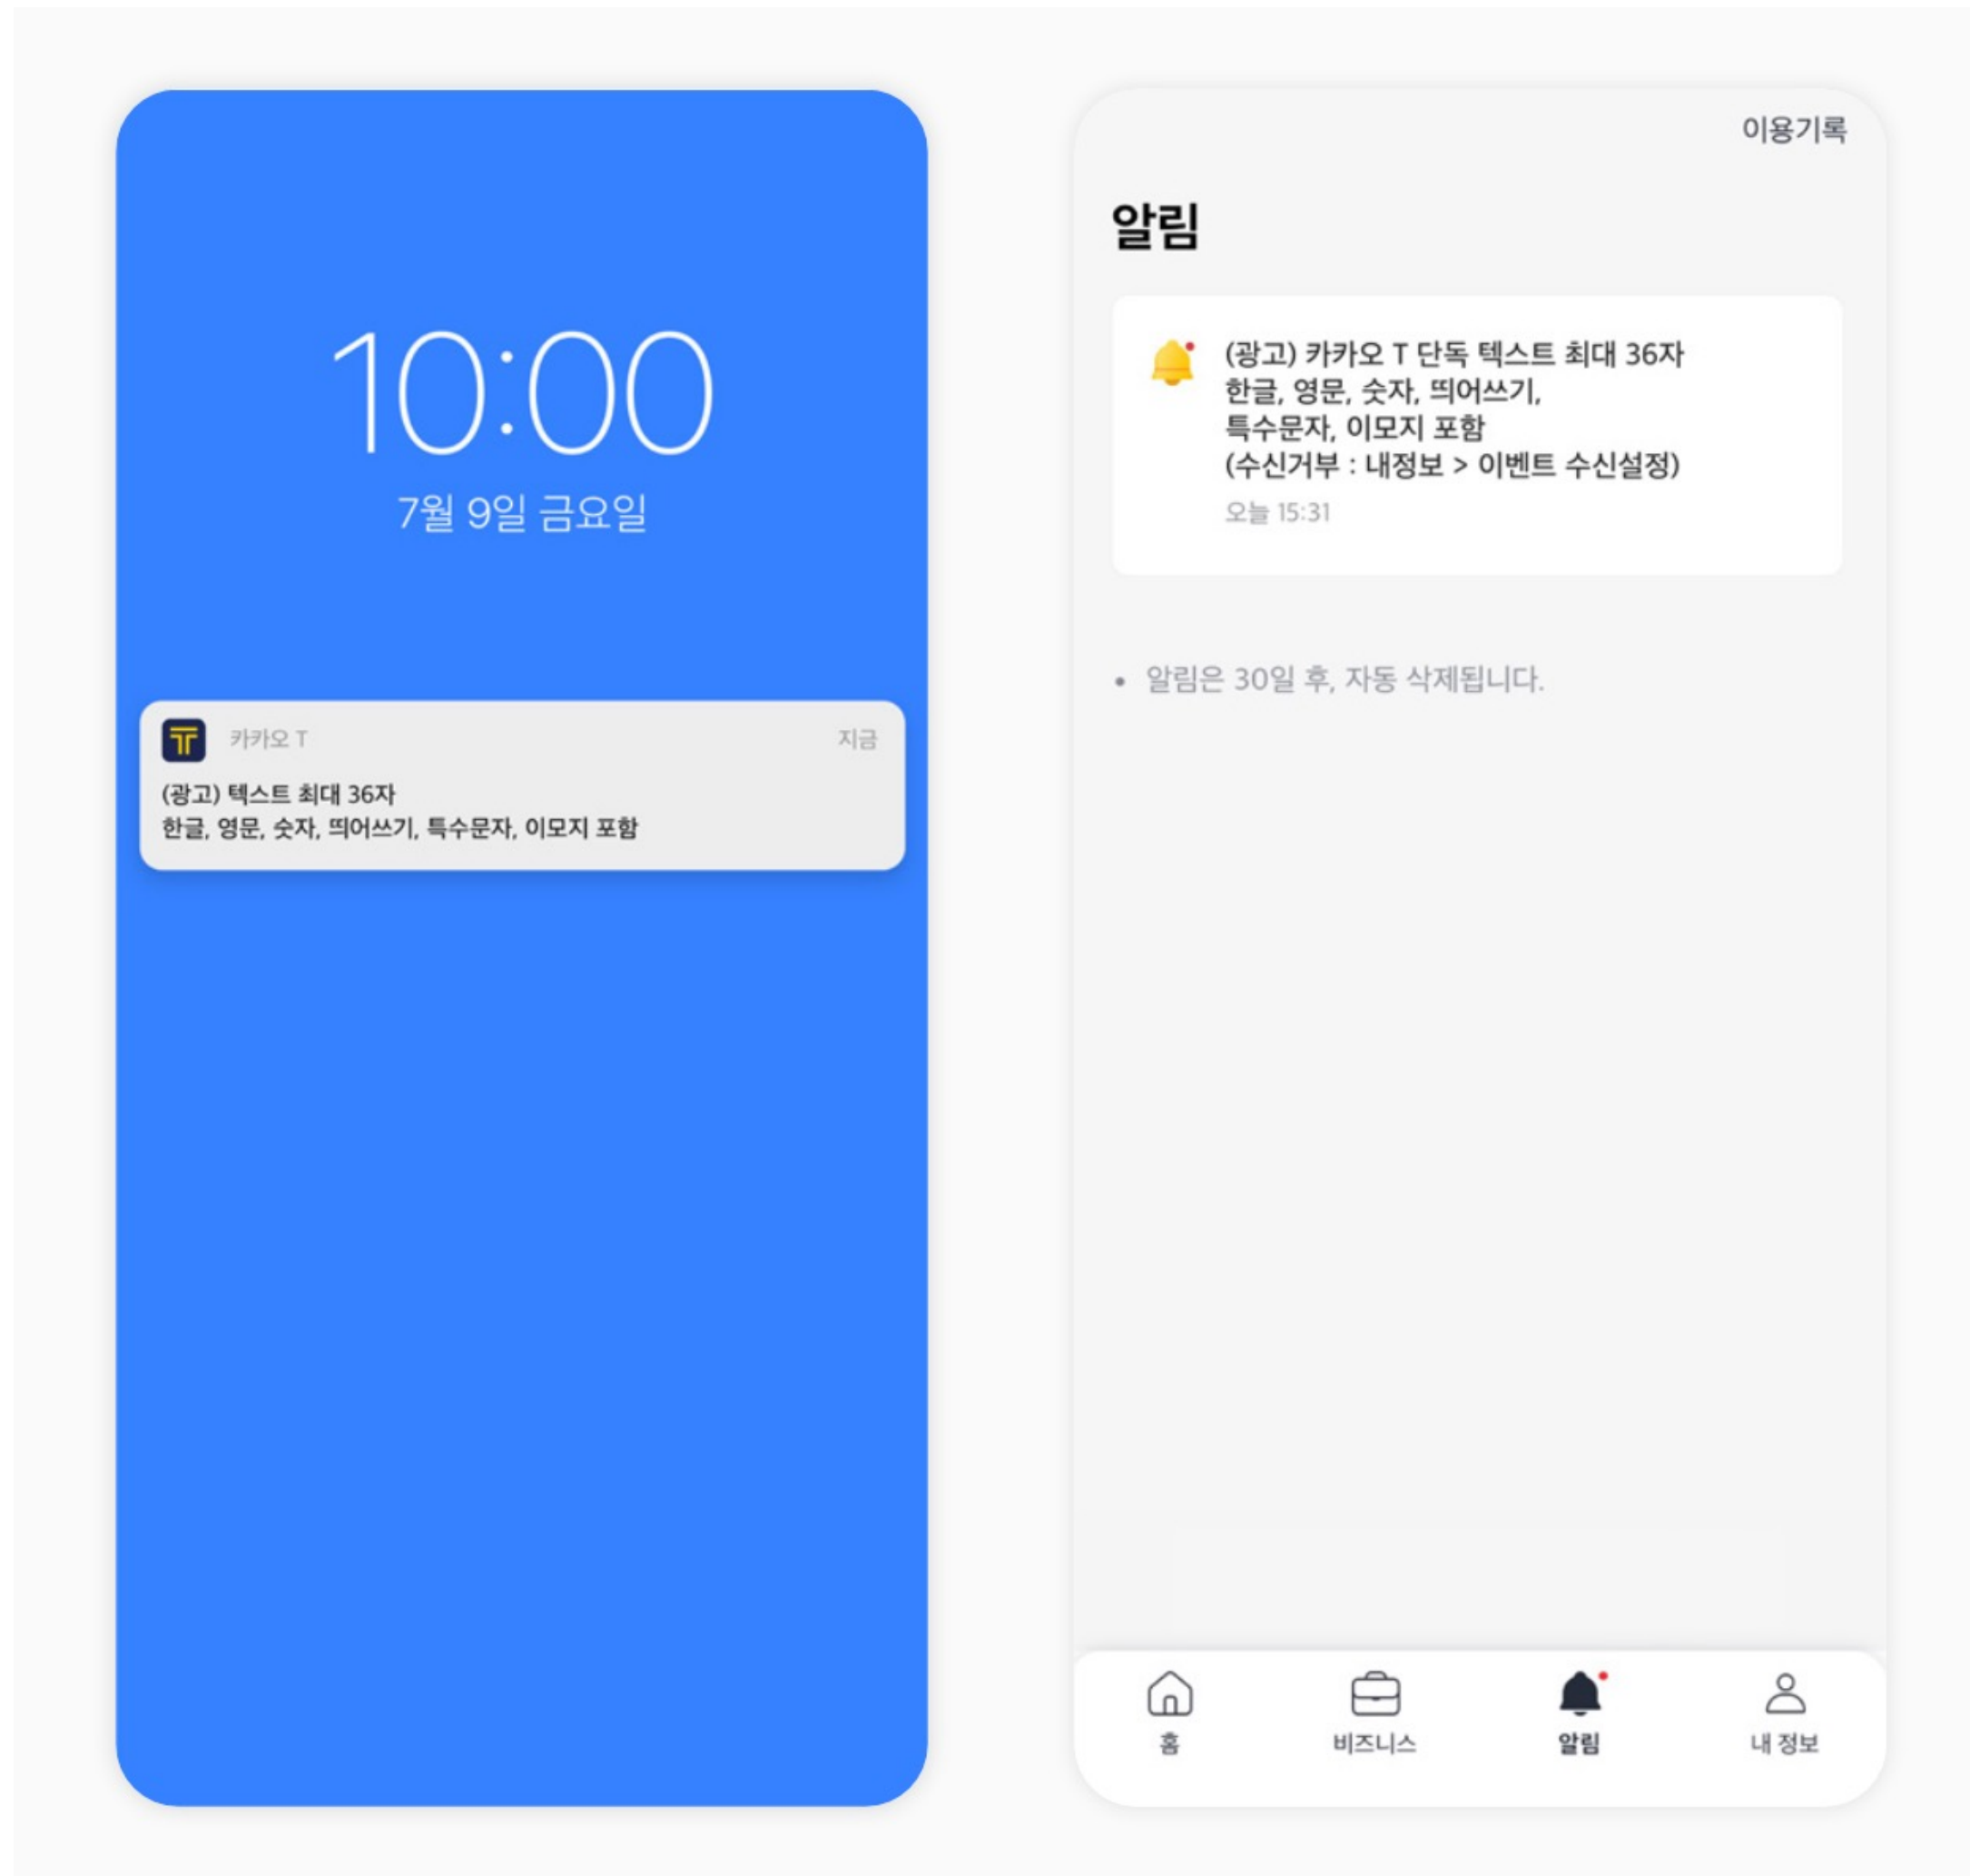 10:00
7월 9일 금요일
카카오 T
지금
(광고) 텍스트 최대 36자
한글, 영문, 숫자, 띄어쓰기, 특수문자, 이모지 포함
이용기록
알림
(광고) 카카오 T 단독 텍스트 최대 36자
한글, 영문, 숫자, 띄어쓰기,
특수문자, 이모지 포함
(수신거부 : 내정보 > 이벤트 수신설정)
오늘 15:31
• 알림은 30일 후, 자동 삭제됩니다.
홈
비즈니스
알림
내 정보